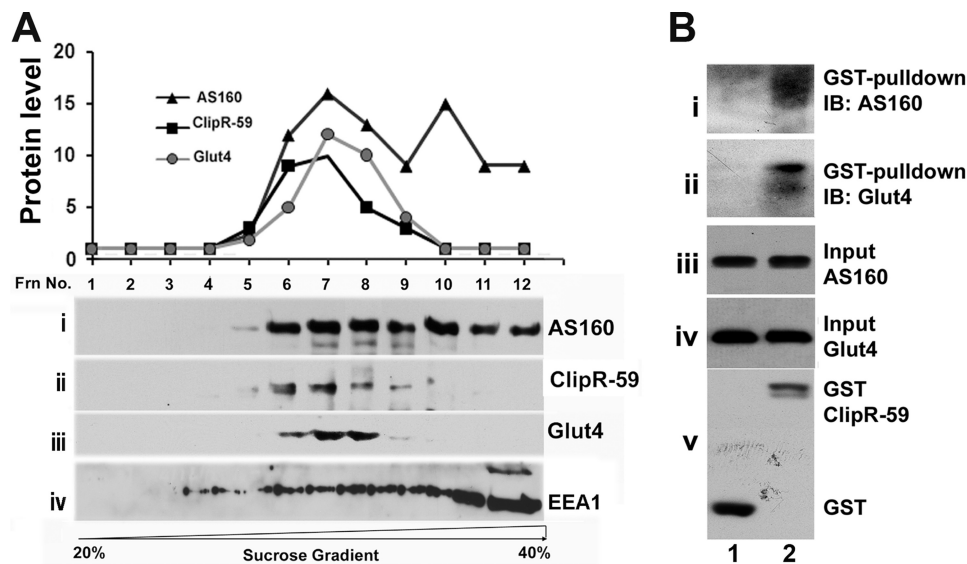 A
Protein level
20
15
10
5
0
AS160
ClipR-59
Glut4
Frn No.
1 2 3 4 5 6 7 8 9 10 11 12
i AS160
ii ClipR-59
iii Glut4
iv EEA1
20% Sucrose Gradient 40%
B
i GST-pulldown
IB: AS160
ii GST-pulldown
IB: Glut4
iii Input
AS160
iv Input
Glut4
GST
ClipR-59
v
GST
1 2